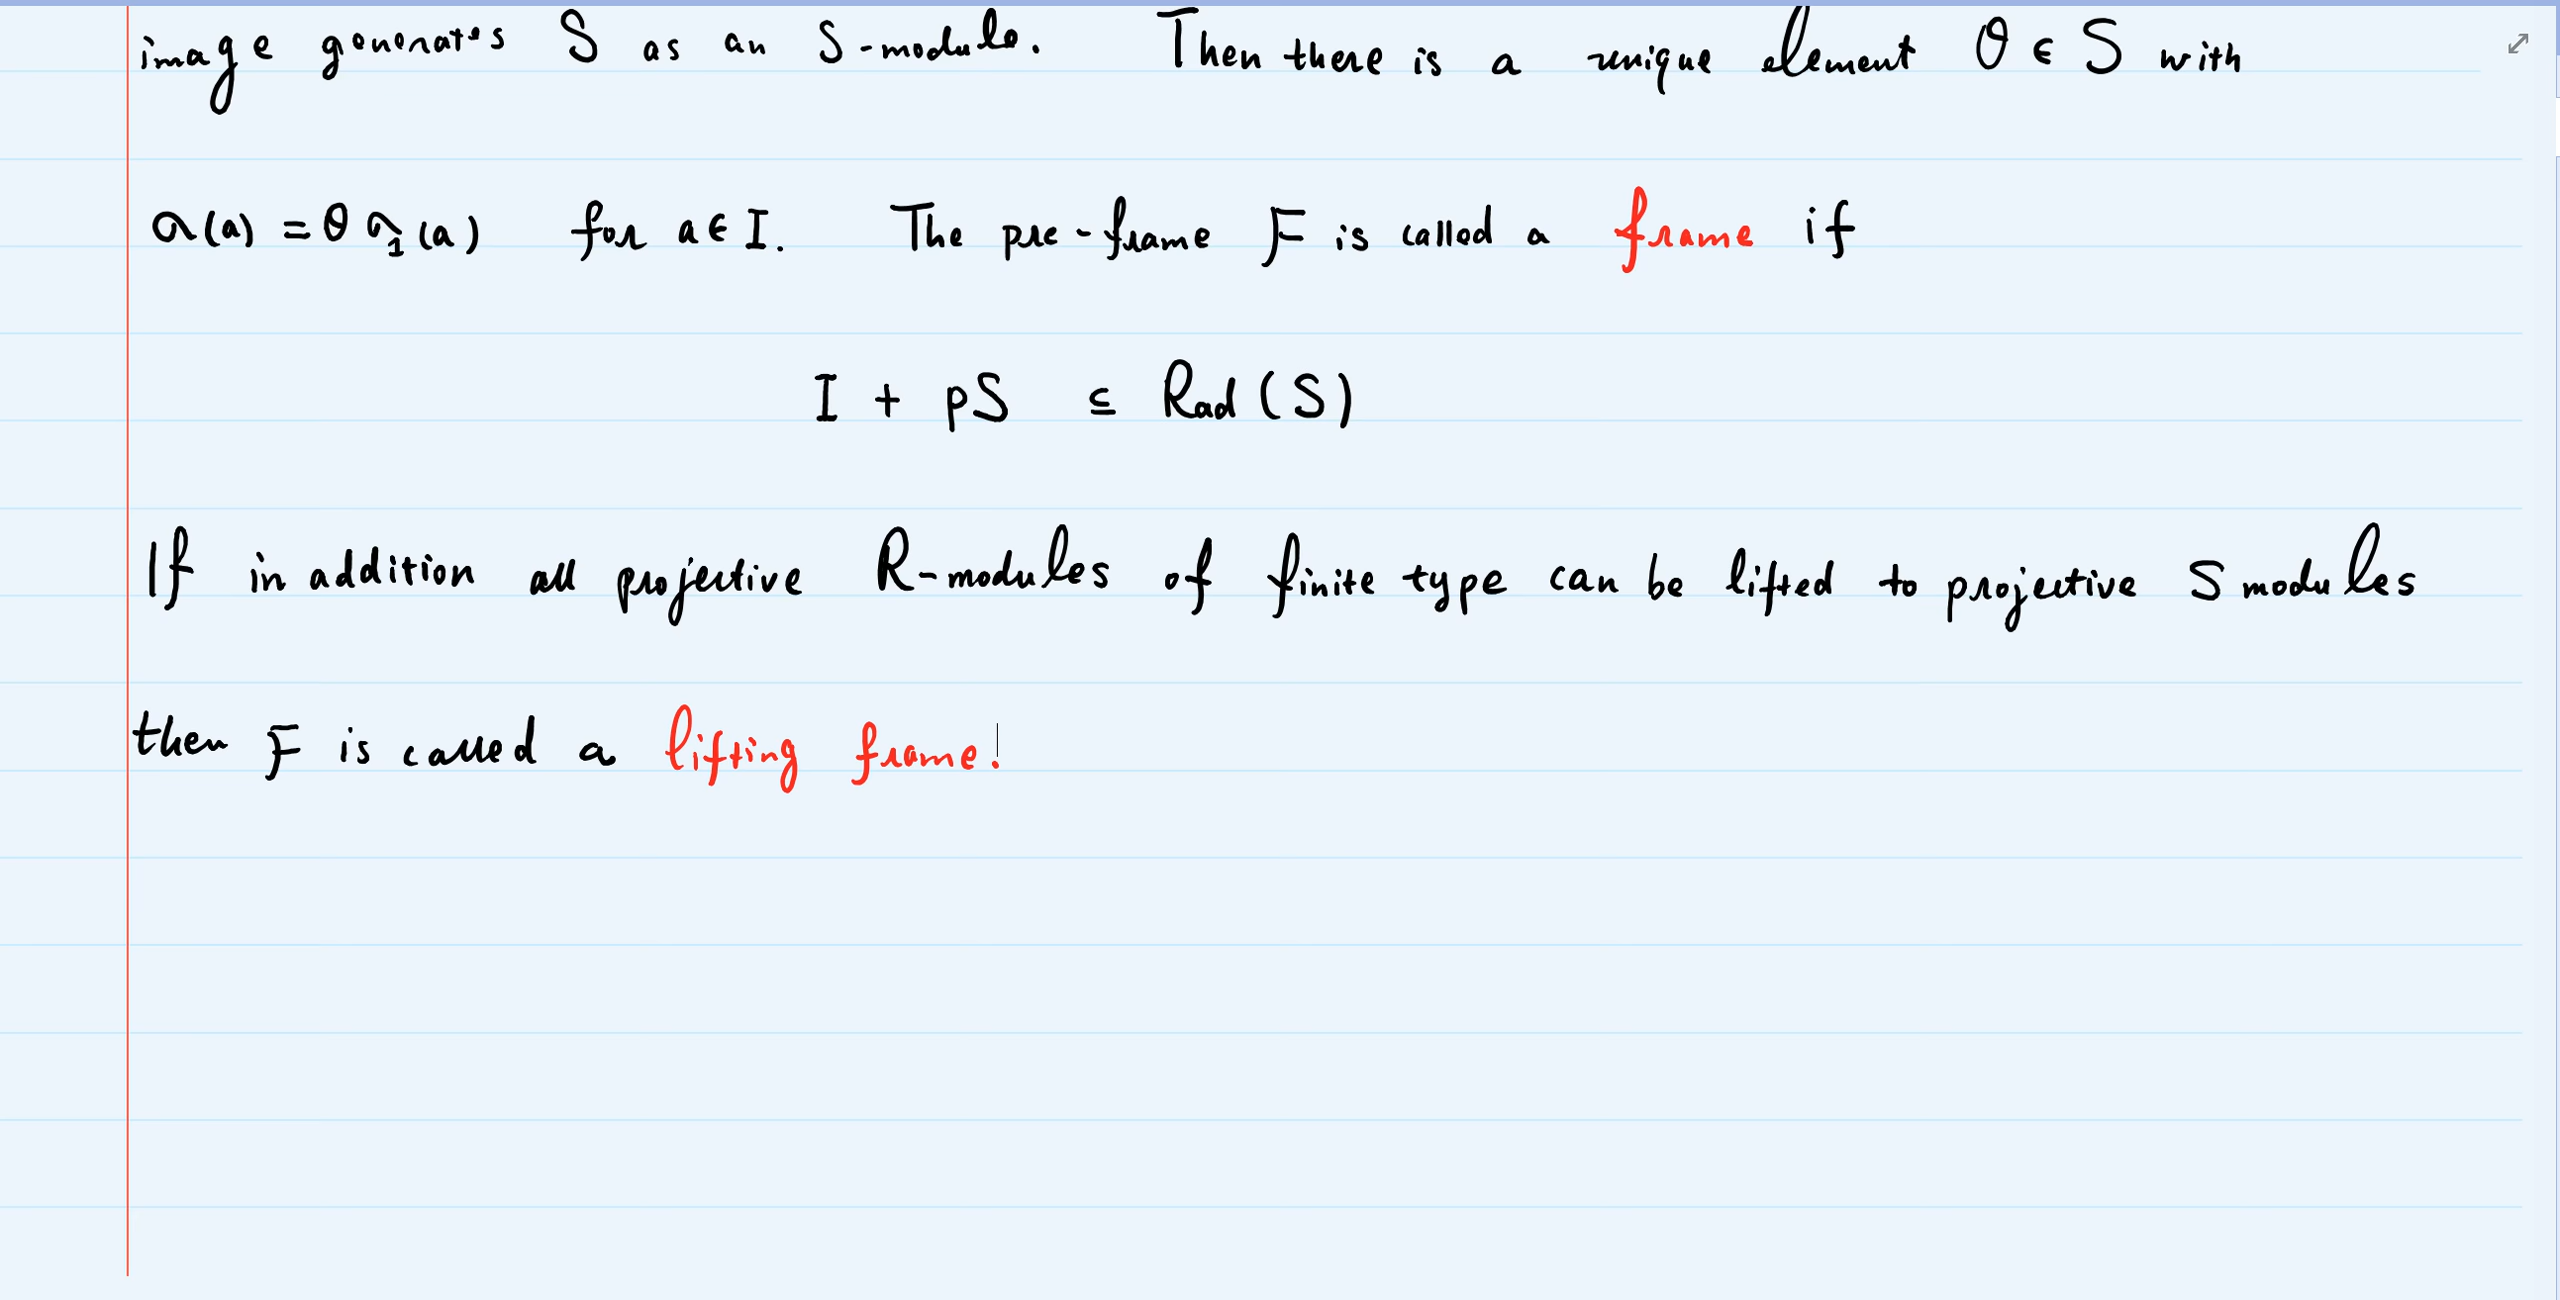 image generates S as an S-module. Then there is a unique element θ ∈ S with
σ(a) = θ σ₁(a) for a ∈ I. The pre-frame F is called a frame if
I + pS ⊆ Rad(S)
If in addition all projective R-modules of finite type can be lifted to projective S modules
then F is called a lifting frame!